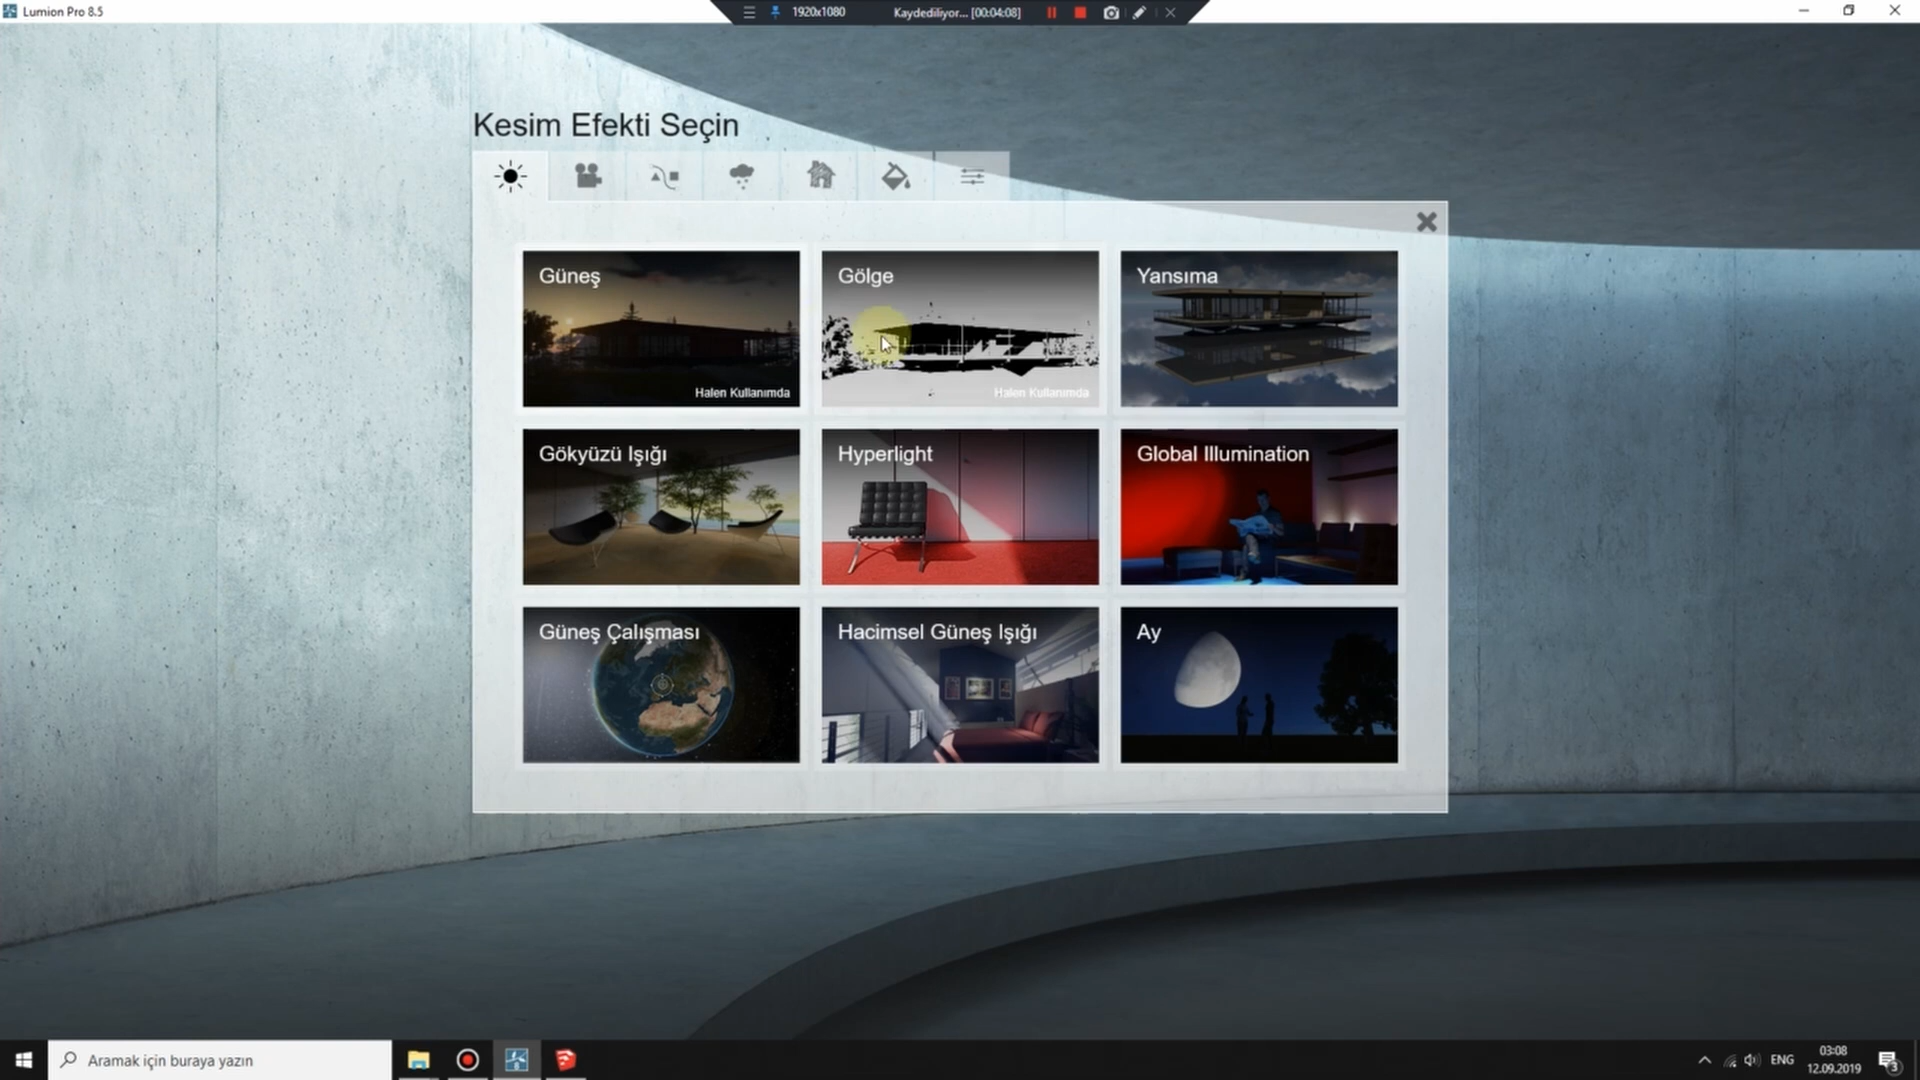 Lumion Pro 8.5
1920x1080
Kaydediliyor... [00:04:08]
Kesim Efekti Seçin
Güneş
Halen Kullanımda
Gölge
Halen Kullanımda
Yansıma
Gökyüzü Işığı
Hyperlight
Global Illumination
Güneş Çalışması
Hacimsel Güneş Işığı
Ay
Aramak için buraya yazın
ENG
03:08
12.09.2019
3